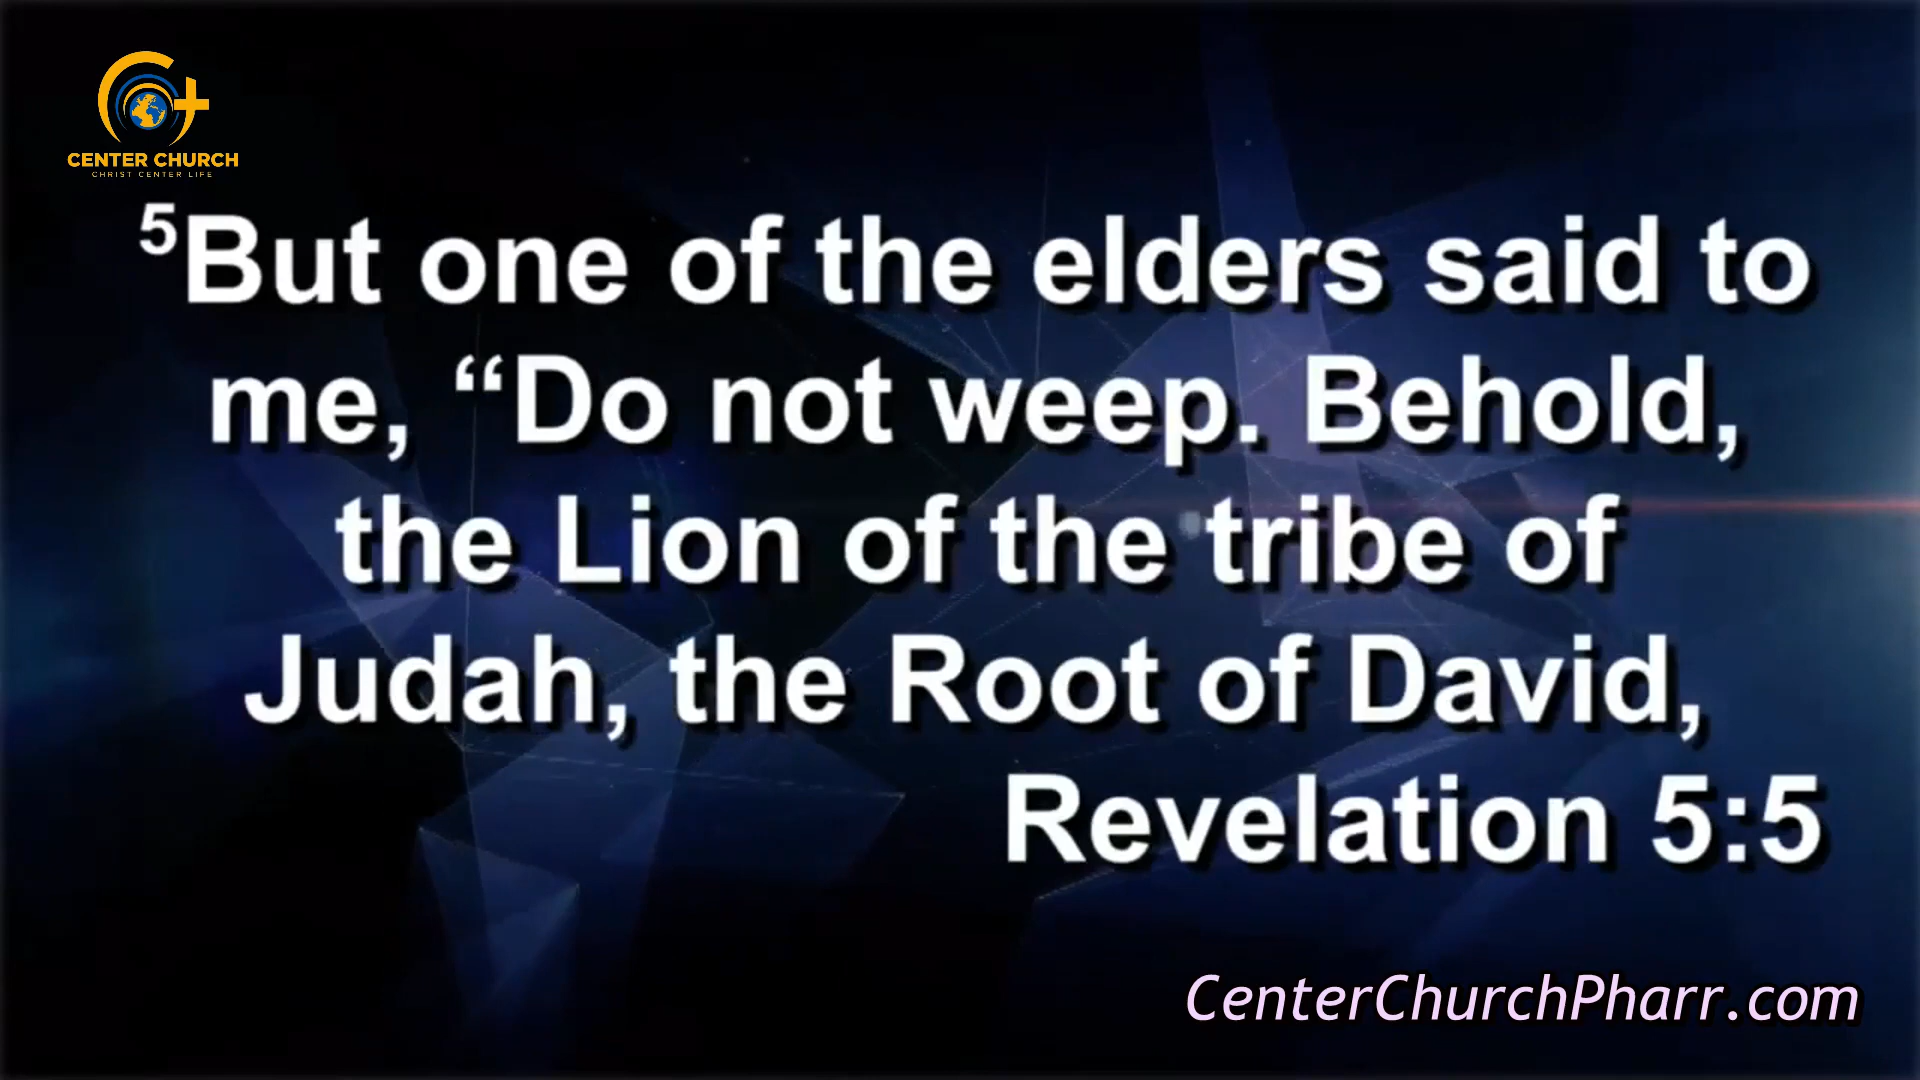 CENTER CHURCH
CHRIST CENTER LIFE
⁵But one of the elders said to
me, “Do not weep. Behold,
the Lion of the tribe of
Judah, the Root of David,
Revelation 5:5
CenterChurchPharr.com